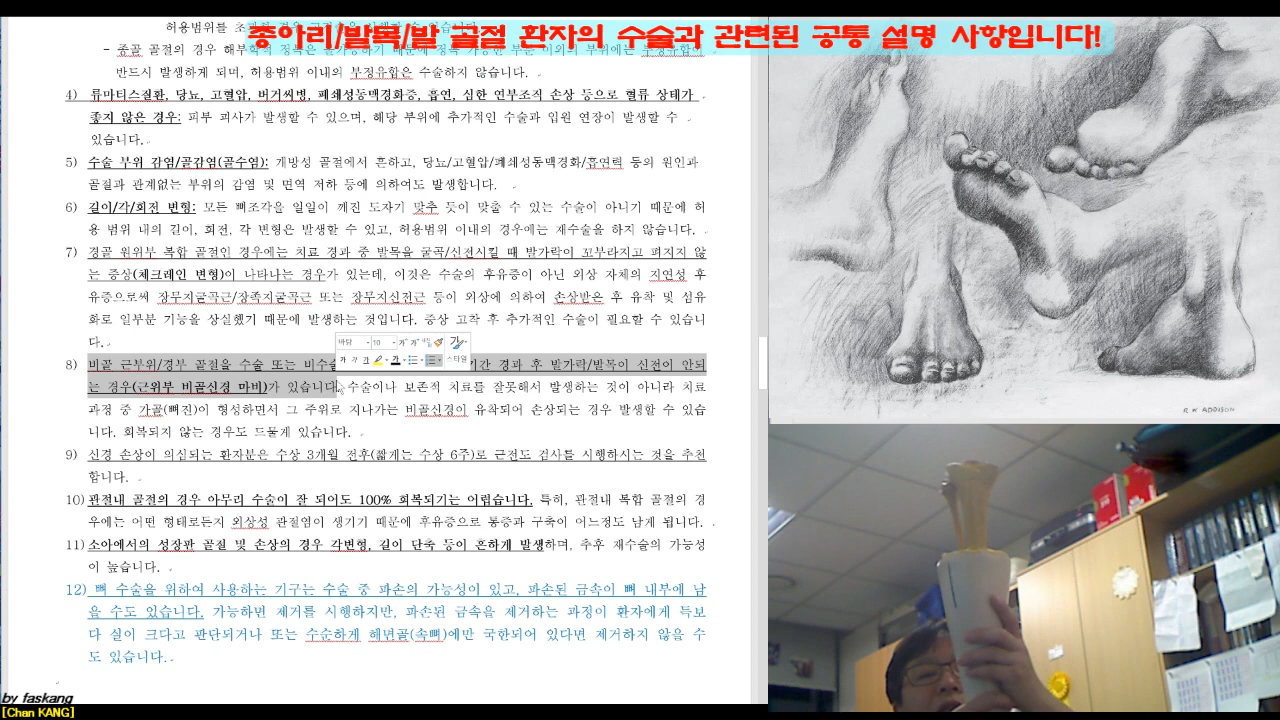 종아리/발목/발 골절 환자의 수술과 관련된 공통 설명 사항입니다!
허용범위를
- 종골 골절의 경우
반드시 발생하게 되며, 허용범위 이내의 부정유합은 수술하지 않습니다.
4) 류마티스질환, 당뇨, 고혈압, 버거씨병, 폐쇄성동맥경화증, 흡연, 심한 연부조직 손상 등으로 혈류 상태가
좋지 않은 경우: 피부 괴사가 발생할 수 있으며, 해당 부위에 추가적인 수술과 입원 연장이 발생할 수
있습니다.
5) 수술 부위 감염/골감염(골수염): 개방성 골절에서 흔하고, 당뇨/고혈압/폐쇄성동맥경화/흡연력 등의 원인과
골절과 관계없는 부위의 감염 및 면역 저하 등에 의하여도 발생합니다.
6) 길이/각/회전 변형: 모든 뼈조각을 일일이 깨진 도자기 맞추 듯이 맞출 수 있는 수술이 아니기 때문에 허
용 범위 내의 길이, 회전, 각 변형은 발생할 수 있고, 허용범위 이내의 경우에는 재수술을 하지 않습니다.
7) 경골 원위부 복합 골절인 경우에는 치료 경과 중 발목을 굴곡/신전시킬 때 발가락이 꼬부라지고 펴지지 않
는 증상(체크레인 변형)이 나타나는 경우가 있는데, 이것은 수술의 후유증이 아닌 외상 자체의 지연성 후
유증으로써 장무지굴곡근/장족지굴곡근 또는 장무지신전근 등이 외상에 의하여 손상받은 후 유착 및 섬유
화로 일부분 기능을 상실했기 때문에 발생하는 것입니다. 증상 고착 후 추가적인 수술이 필요할 수 있습니
다.
바탕 10 가 가
가 가 가 가 스타일
8) 비골 근부위/경부 골절을 수술 또는 비수술 기간 경과 후 발가락/발목이 신전이 안되
는 경우(근위부 비골신경 마비)가 있습니다. 수술이나 보존적 치료를 잘못해서 발생하는 것이 아니라 치료
과정 중 가골(뼈진)이 형성하면서 그 주위로 지나가는 비골신경이 유착되어 손상되는 경우 발생할 수 있습
니다. 회복되지 않는 경우도 드물게 있습니다.
9) 신경 손상이 의심되는 환자분은 수상 3개월 전후(짧게는 수상 6주)로 근전도 검사를 시행하시는 것을 추천
합니다.
10) 관절내 골절의 경우 아무리 수술이 잘 되어도 100% 회복되기는 어렵습니다. 특히, 관절내 복합 골절의 경
우에는 어떤 형태로든지 외상성 관절염이 생기기 때문에 후유증으로 통증과 구축이 어느정도 남게 됩니다.
11) 소아에서의 성장판 골절 및 손상의 경우 각변형, 길이 단축 등이 흔하게 발생하며, 추후 재수술의 가능성
이 높습니다.
12) 뼈 수술을 위하여 사용하는 기구는 수술 중 파손의 가능성이 있고, 파손된 금속이 뼈 내부에 남
을 수도 있습니다. 가능하면 제거를 시행하지만, 파손된 금속을 제거하는 과정이 환자에게 득보
다 실이 크다고 판단되거나 또는 수술하게 해면골(속뼈)에만 국한되어 있다면 제거하지 않을 수
도 있습니다.
R W ADDISON
by faskang
[Chan KANG]